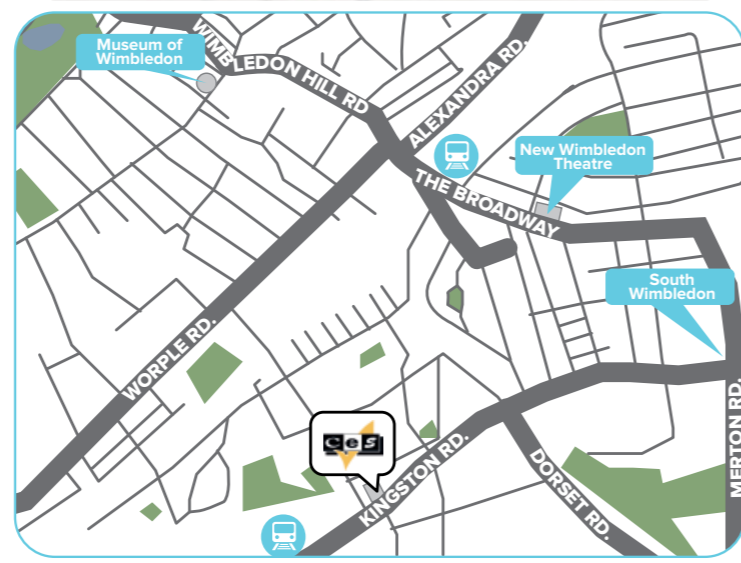 WIMBLEDON HILL RD
Museum of
Wimbledon
ALEXANDRA RD.
New Wimbledon
Theatre
THE BROADWAY
South
Wimbledon
WORPLE RD.
ces
KINGSTON RD.
DORSET RD.
MERTON RD.